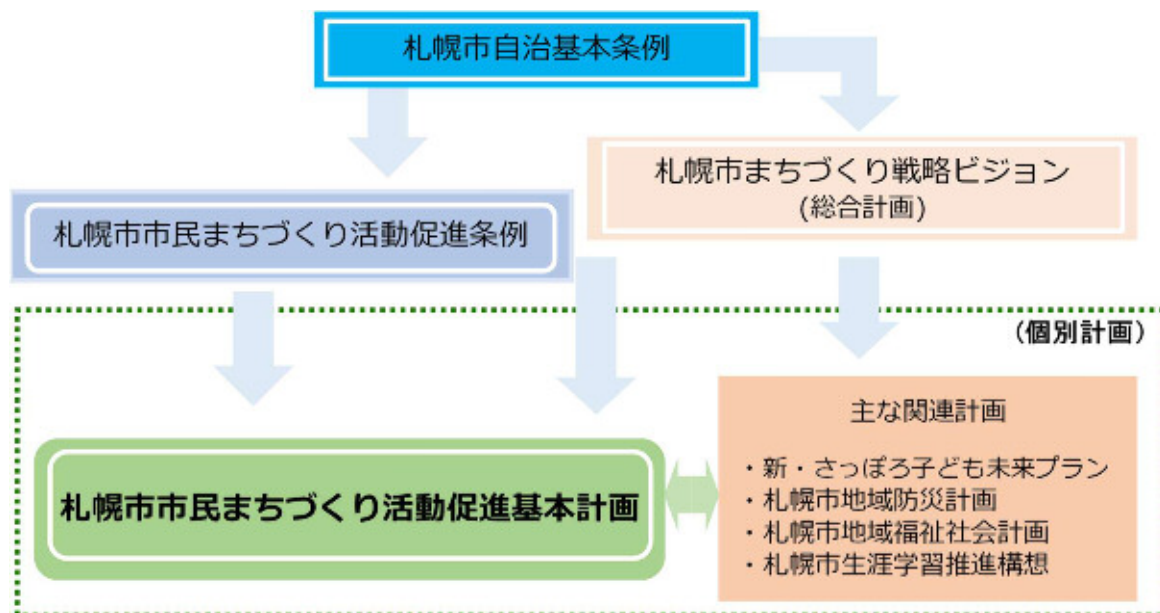 札幌市自治基本条例
札幌市まちづくり戦略ビジョン
(総合計画)
札幌市市民まちづくり活動促進条例
(個別計画)
主な関連計画
・新・さっぽろ子ども未来プラン
・札幌市地域防災計画
・札幌市地域福祉社会計画
・札幌市生涯学習推進構想
札幌市市民まちづくり活動促進基本計画